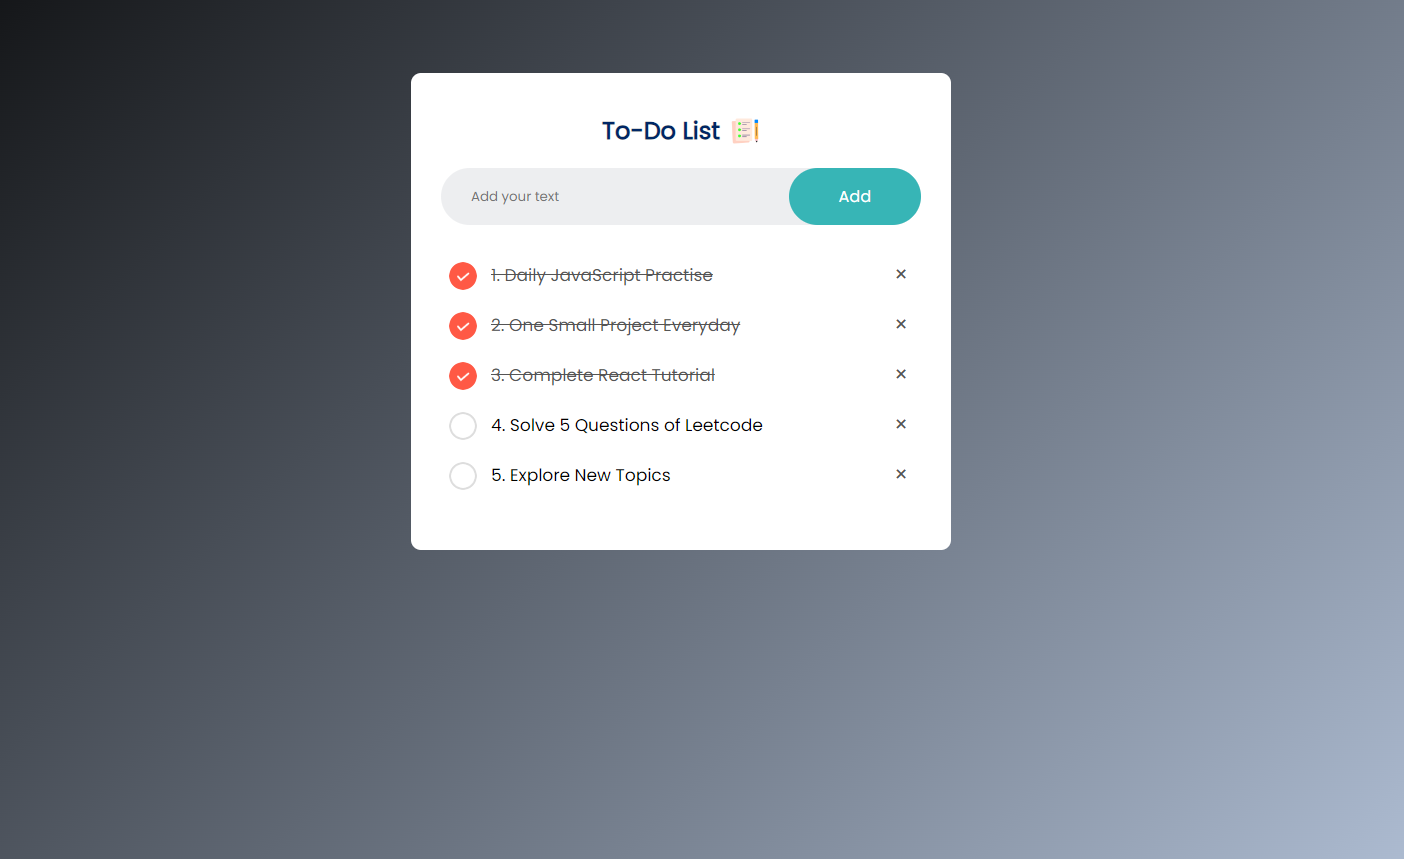 To-Do List
Add your text
Add
1. Daily JavaScript Practise
2. One Small Project Everyday
3. Complete React Tutorial
4. Solve 5 Questions of Leetcode
5. Explore New Topics